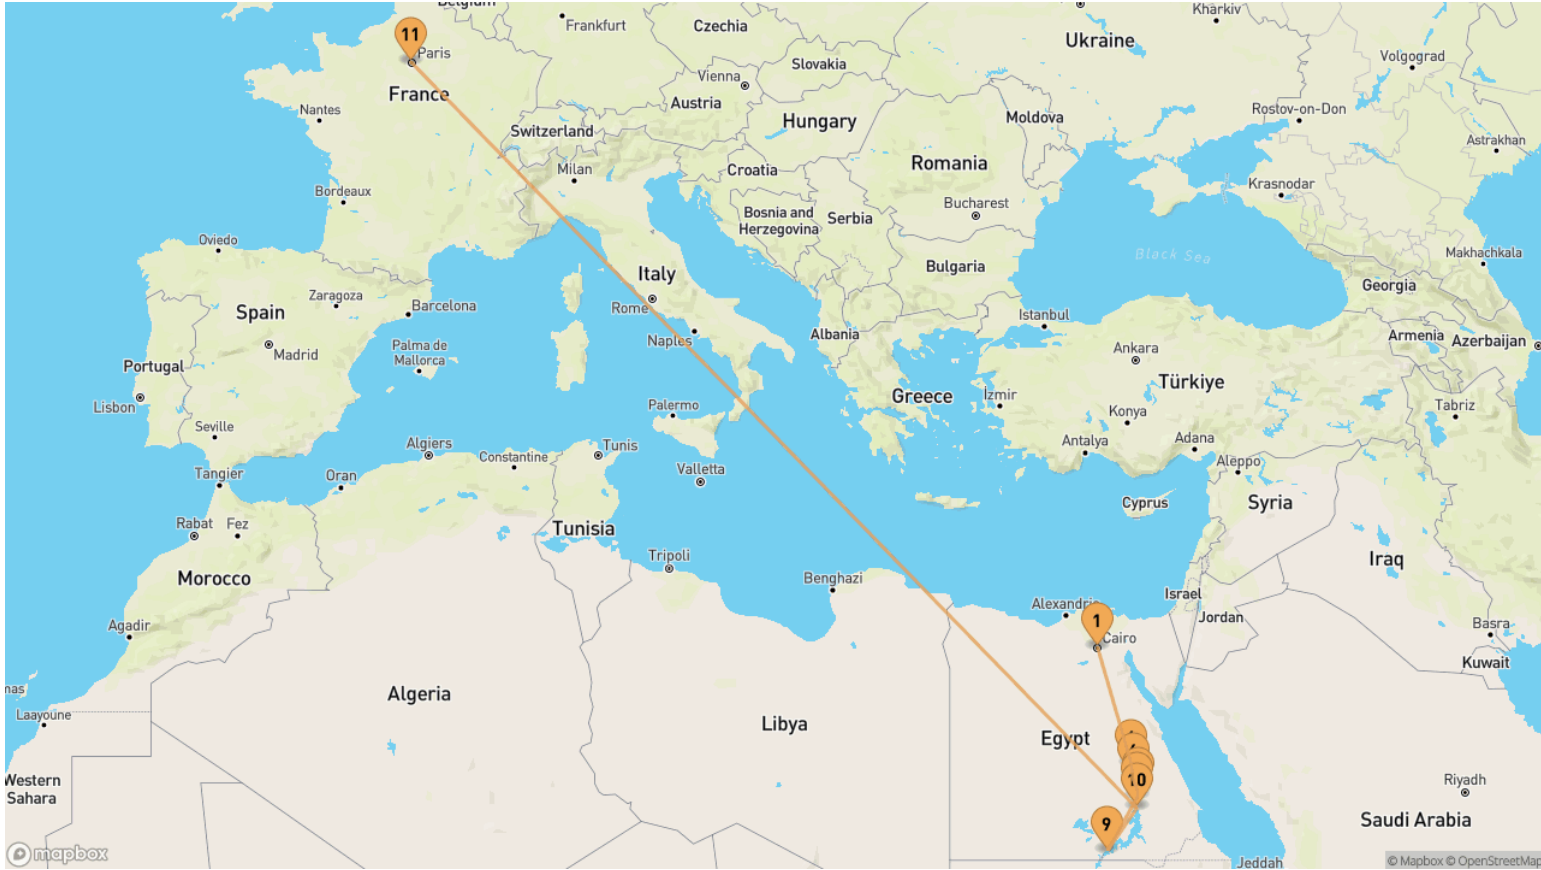 Belgium
Kharkiv
Frankfurt
Czechia
11
Paris
Ukraine
Volgograd
Slovakia
Vienna
France
Austria
Nantes
Hungary
Moldova
Rostov-on-Don
Switzerland
Astrakhan
Milan
Croatia
Romania
Krasnodar
Bordeaux
Bucharest
Bosnia and
Herzegovina
Serbia
Oviedo
Black Sea
Makhachkala
Italy
Bulgaria
Georgia
Zaragoza
Barcelona
Rome
Spain
Istanbul
Naples
Albania
Armenia
Azerbaijan
Madrid
Palma de
Mallorca
Ankara
Portugal
Türkiye
Greece
İzmir
Lisbon
Palermo
Konya
Tabriz
Seville
Algiers
Tunis
Antalya
Adana
Constantine
Aleppo
Tangier
Oran
Valletta
Cyprus
Syria
Rabat
Fez
Tunisia
Tripoli
Iraq
Morocco
Benghazi
Israel
Alexandria
Jordan
Agadir
1
Cairo
Basra
Kuwait
mas
Algeria
Laayoune
Libya
Egypt
10
Western
Sahara
Riyadh
9
Saudi Arabia
mapbox
Jeddah
© Mapbox © OpenStreetMap